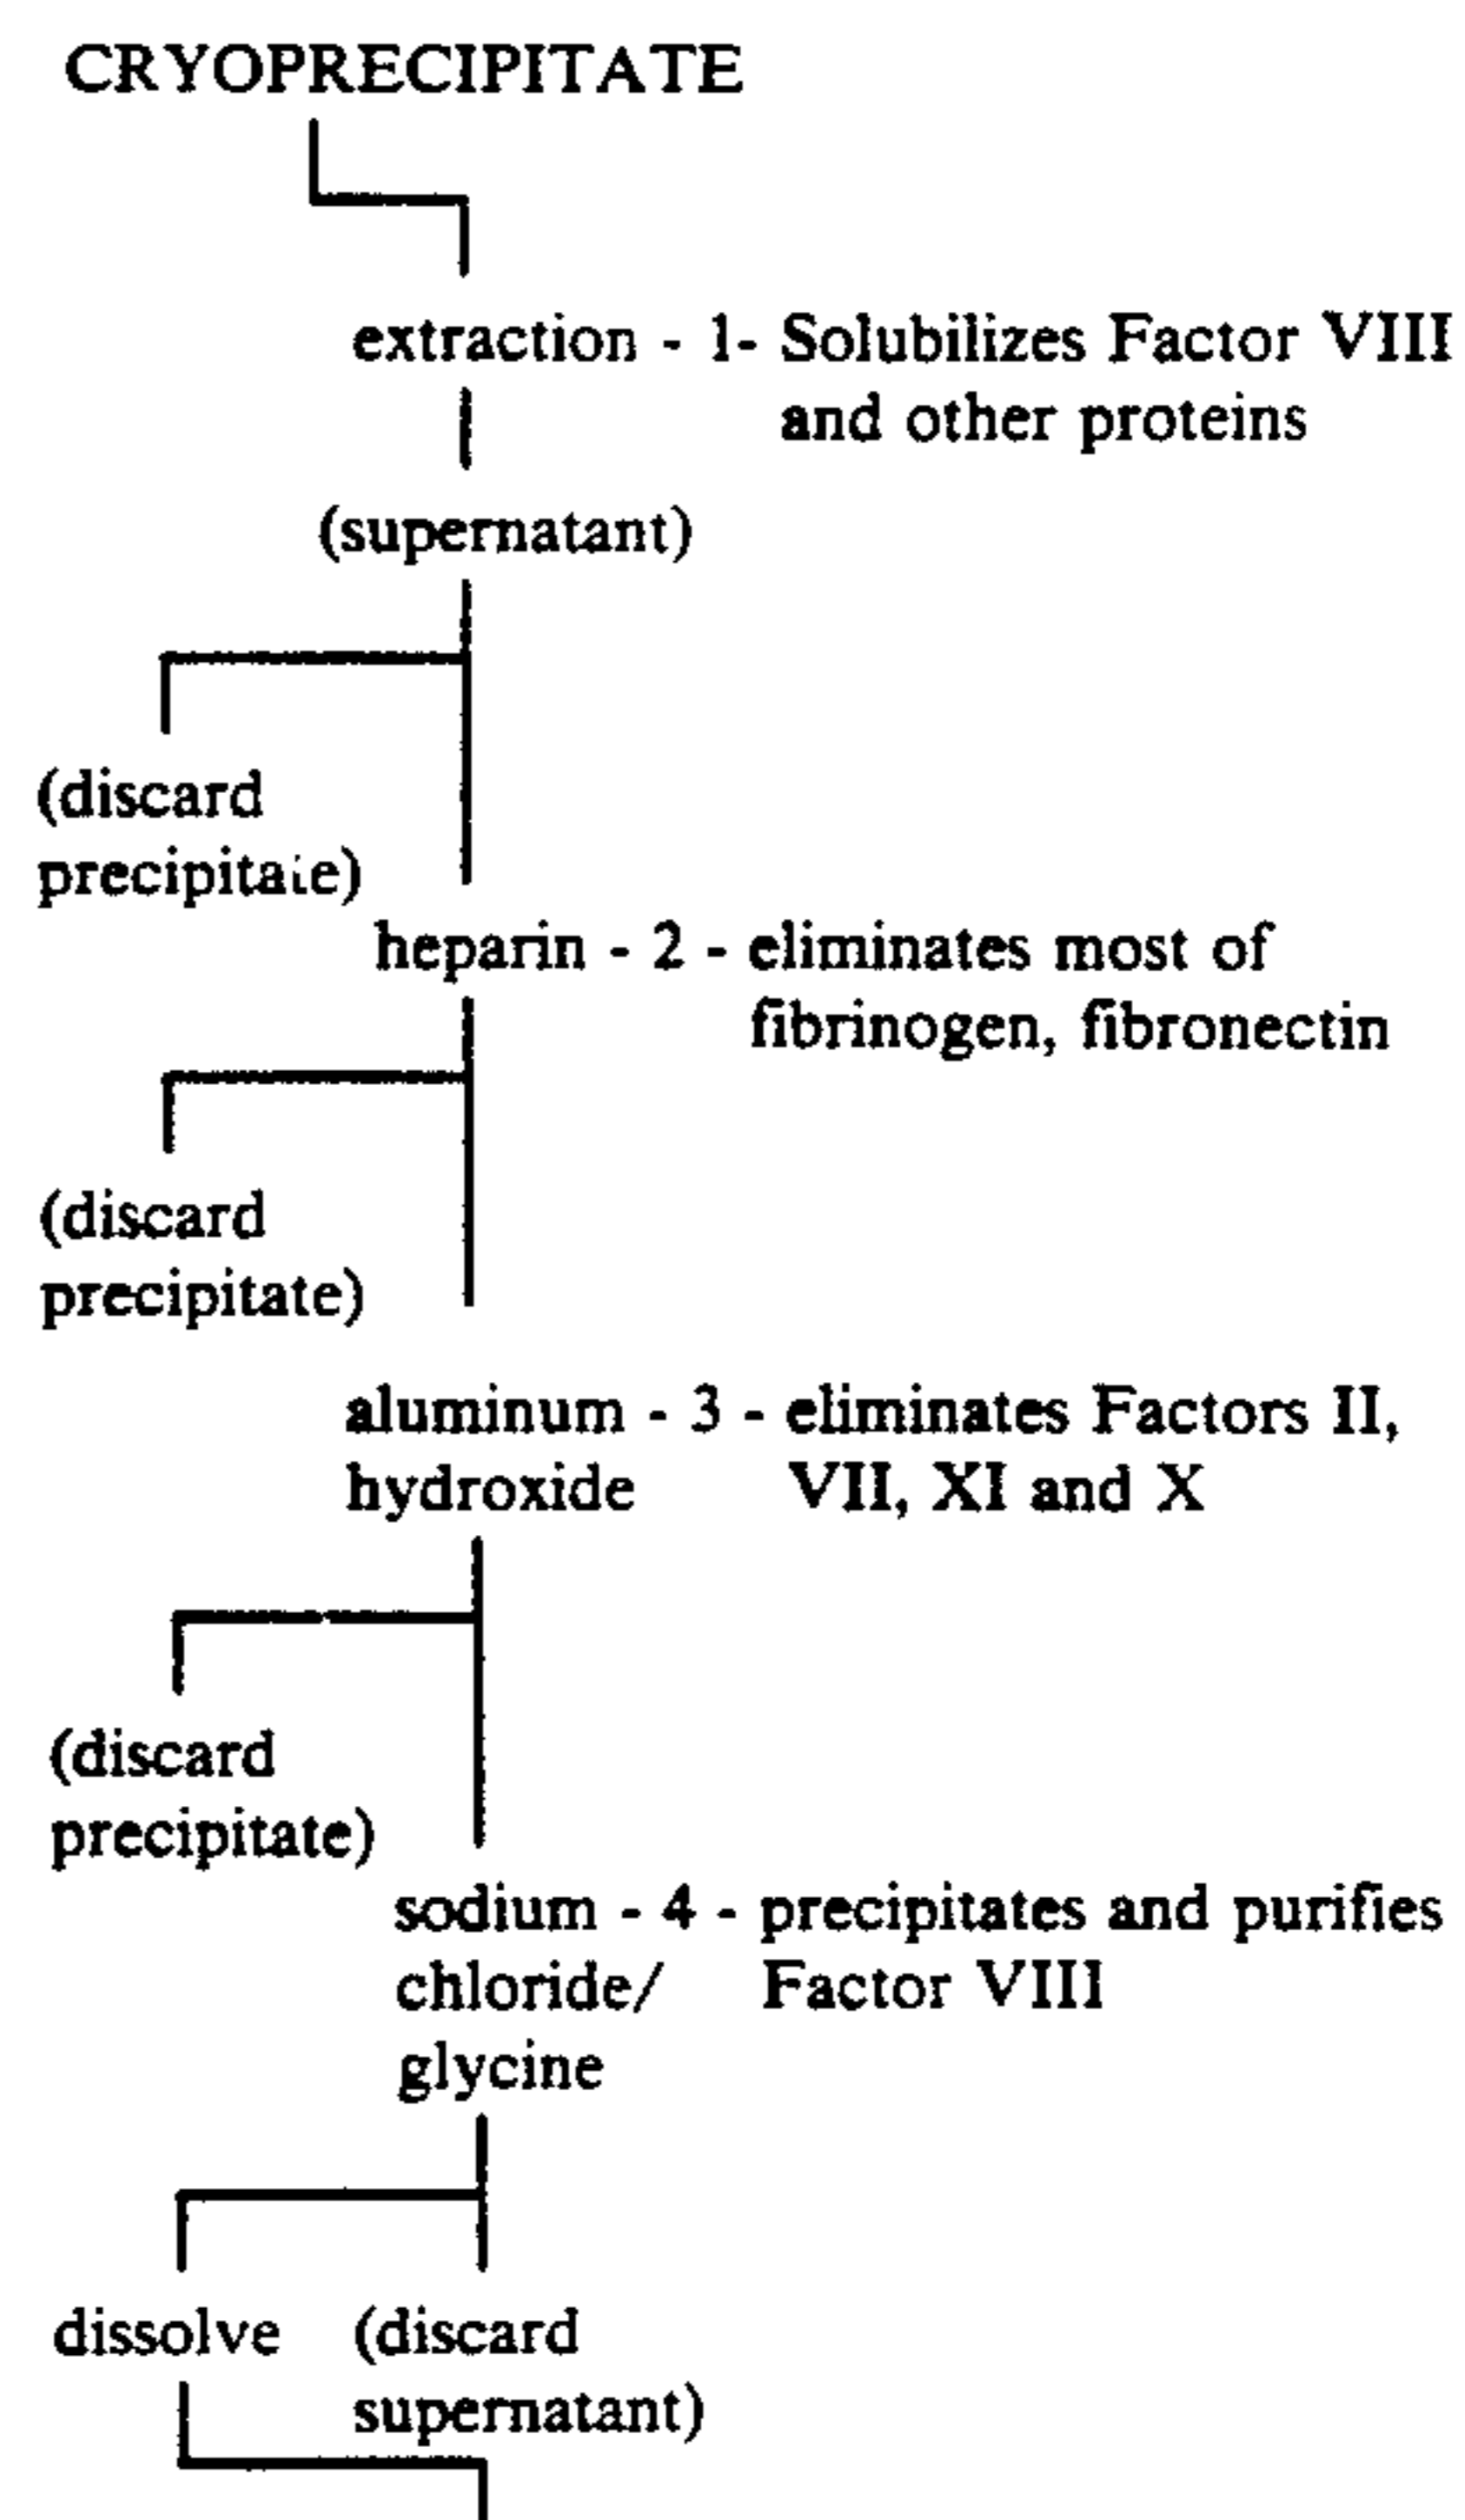 CRYOPRECIPITATE
extraction - 1- Solubilizes Factor VIII
and other proteins
(supernatant)
(discard
precipitate)
heparin - 2 - eliminates most of
fibrinogen, fibronectin
(discard
precipitate)
aluminum - 3 - eliminates Factors II,
hydroxide VII, XI and X
(discard
precipitate)
sodium - 4 - precipitates and purifies
chloride/ Factor VIII
glycine
dissolve (discard
supernatant)